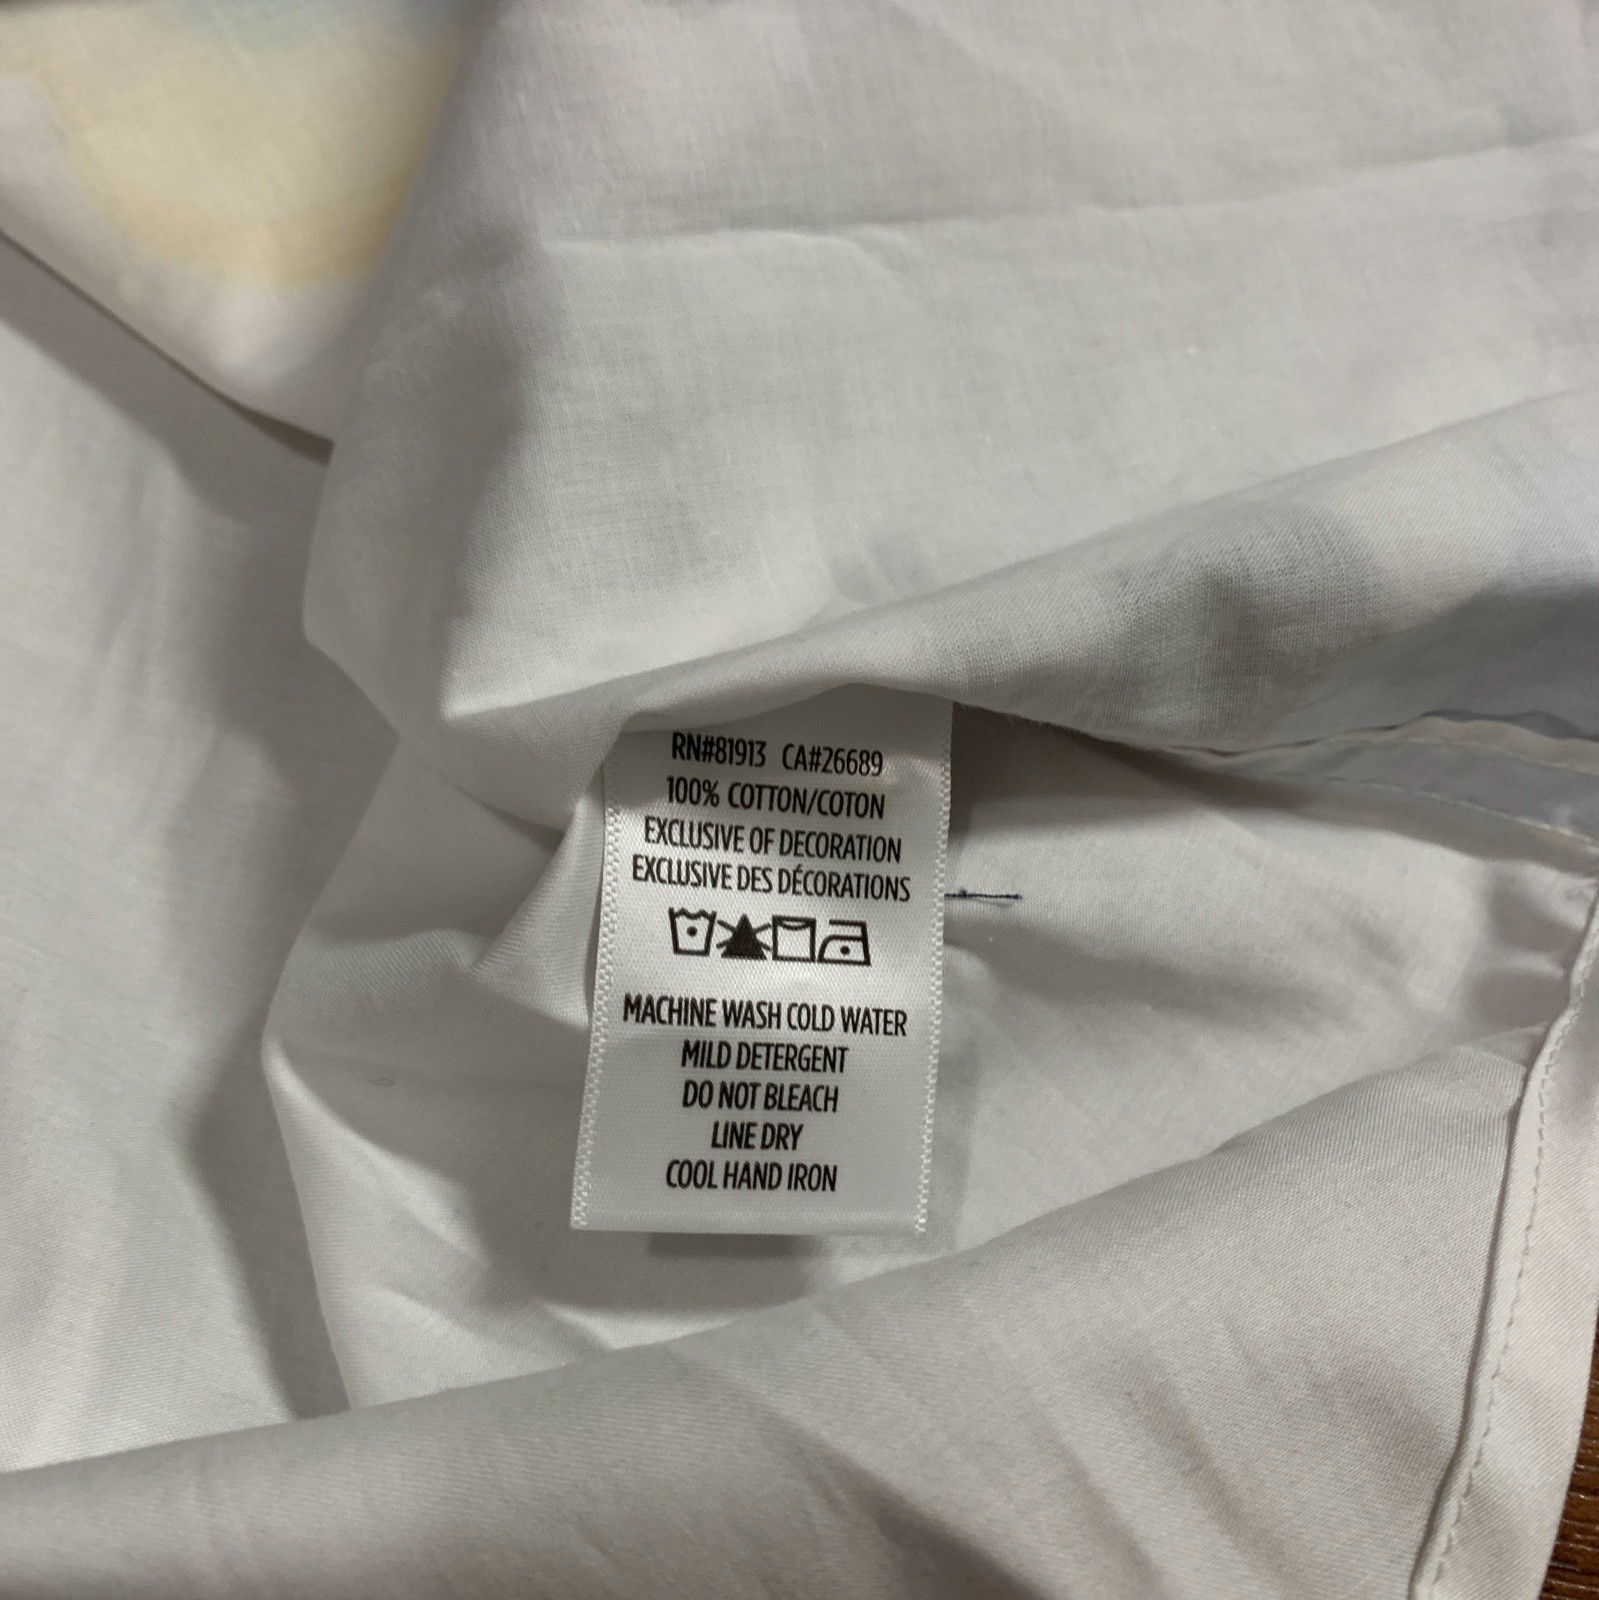 RN#81913 CA#26689
100% COTTON/COTON
EXCLUSIVE OF DECORATION
EXCLUSIVE DES DÉCORATIONS
MACHINE WASH COLD WATER
MILD DETERGENT
DO NOT BLEACH
LINE DRY
COOL HAND IRON